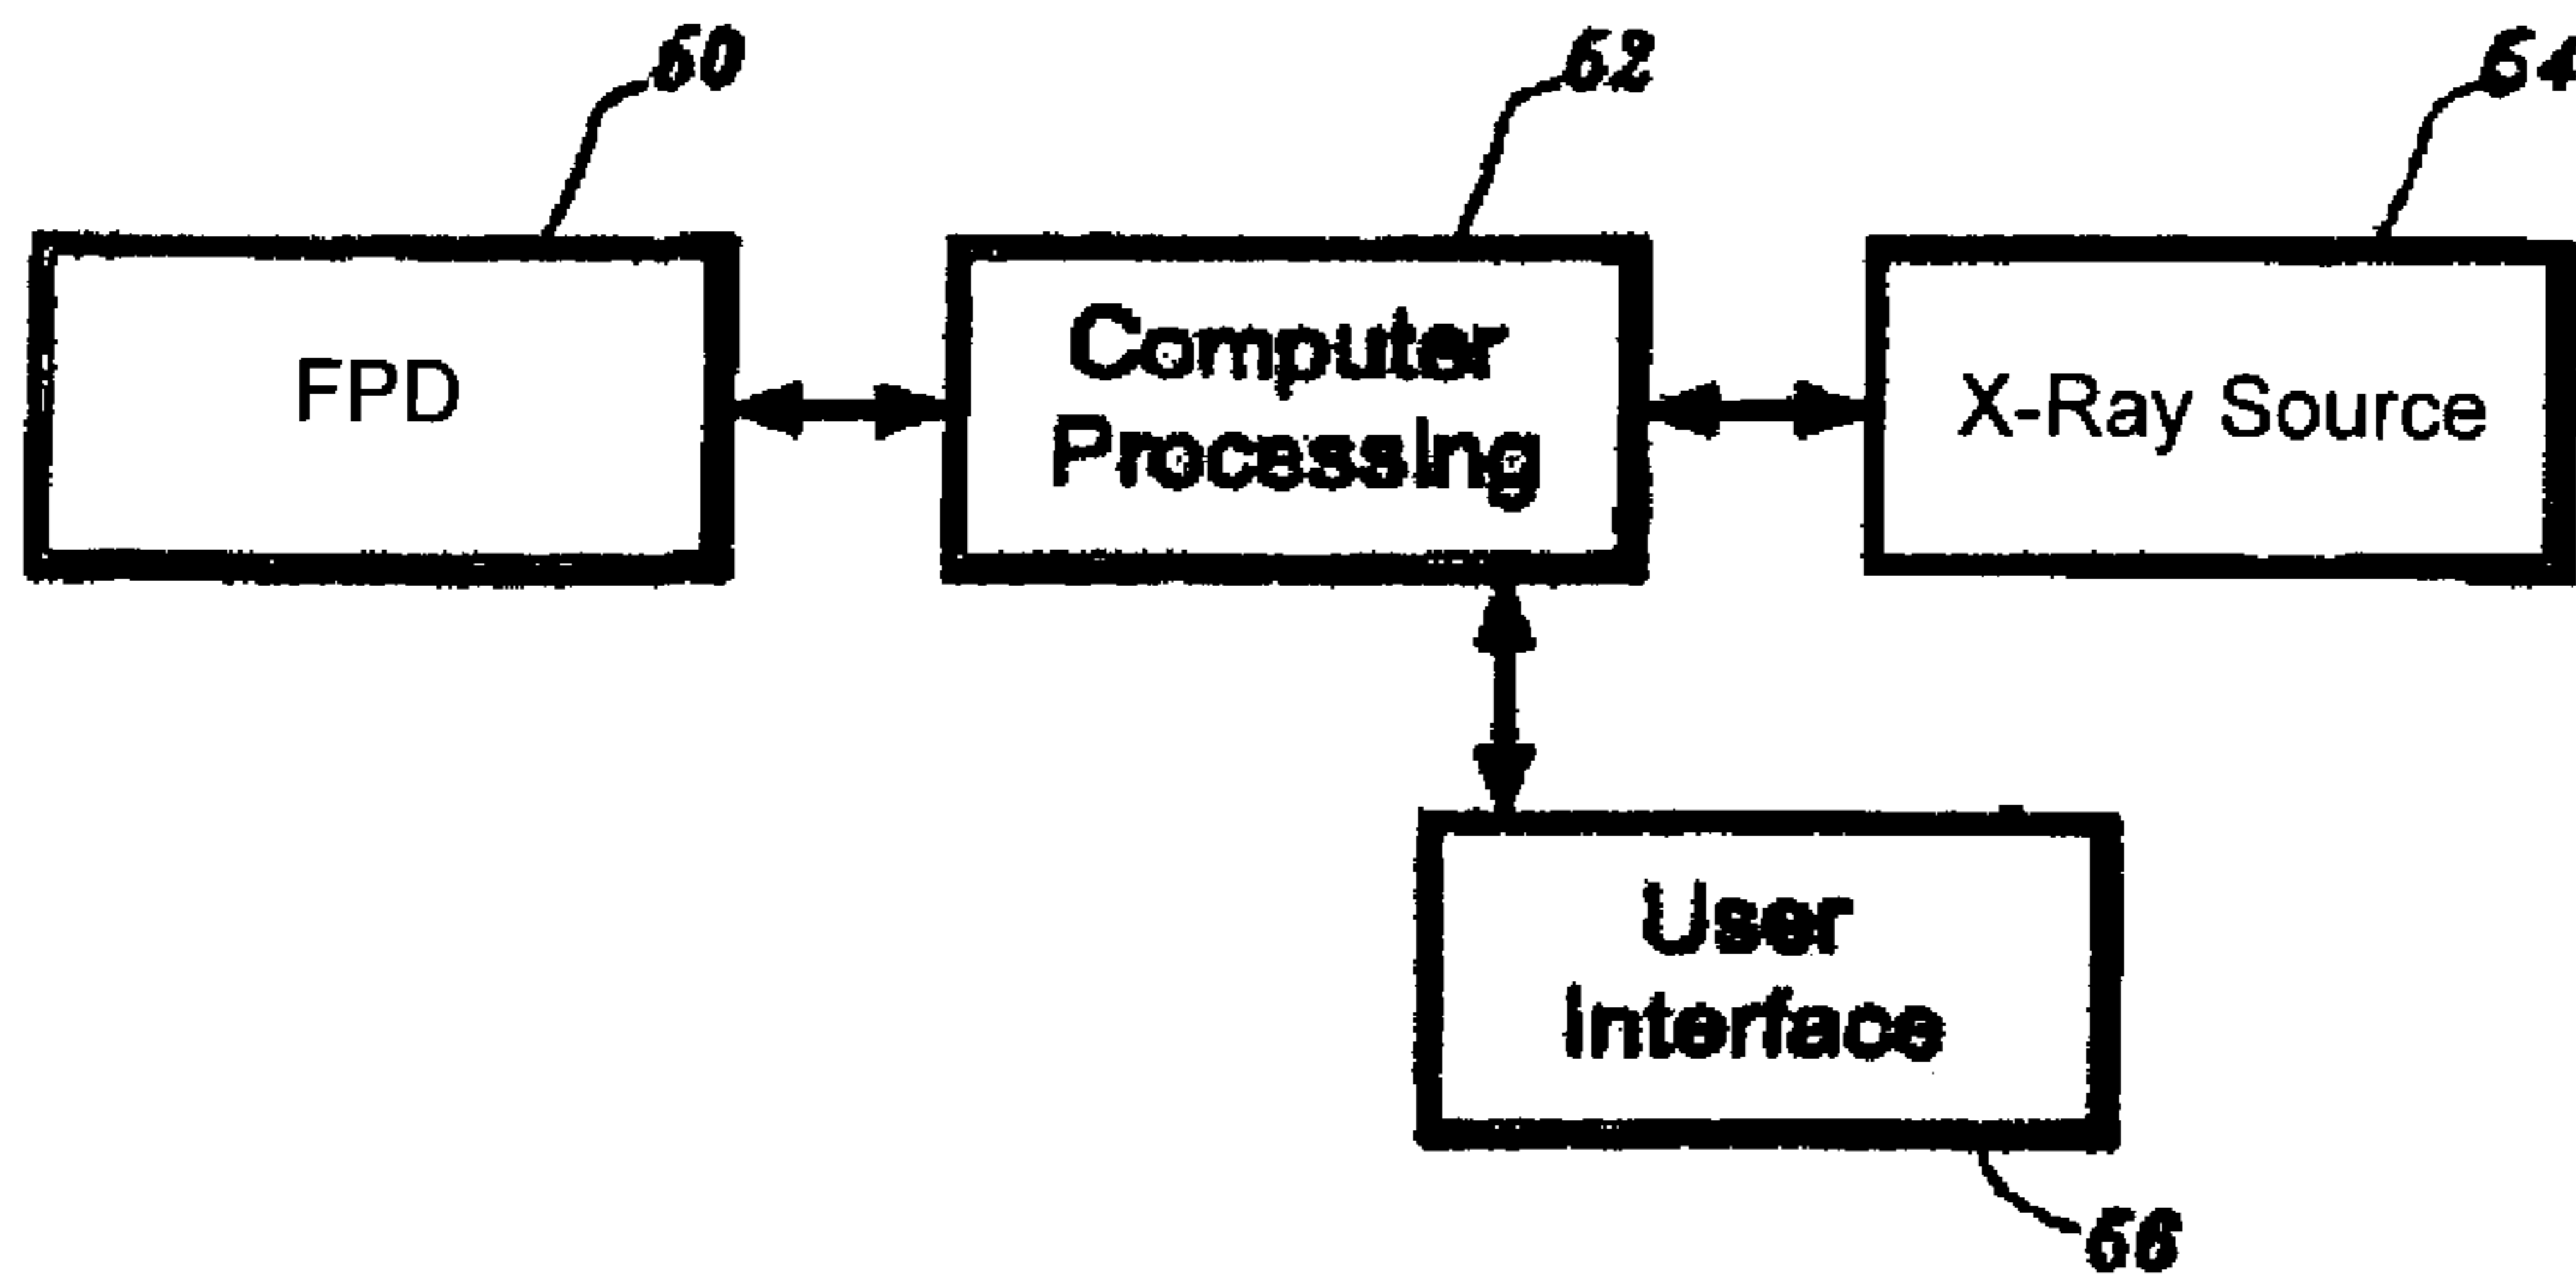 60
62
64
FPD
Computer
Processing
X-Ray Source
User
Interface
66